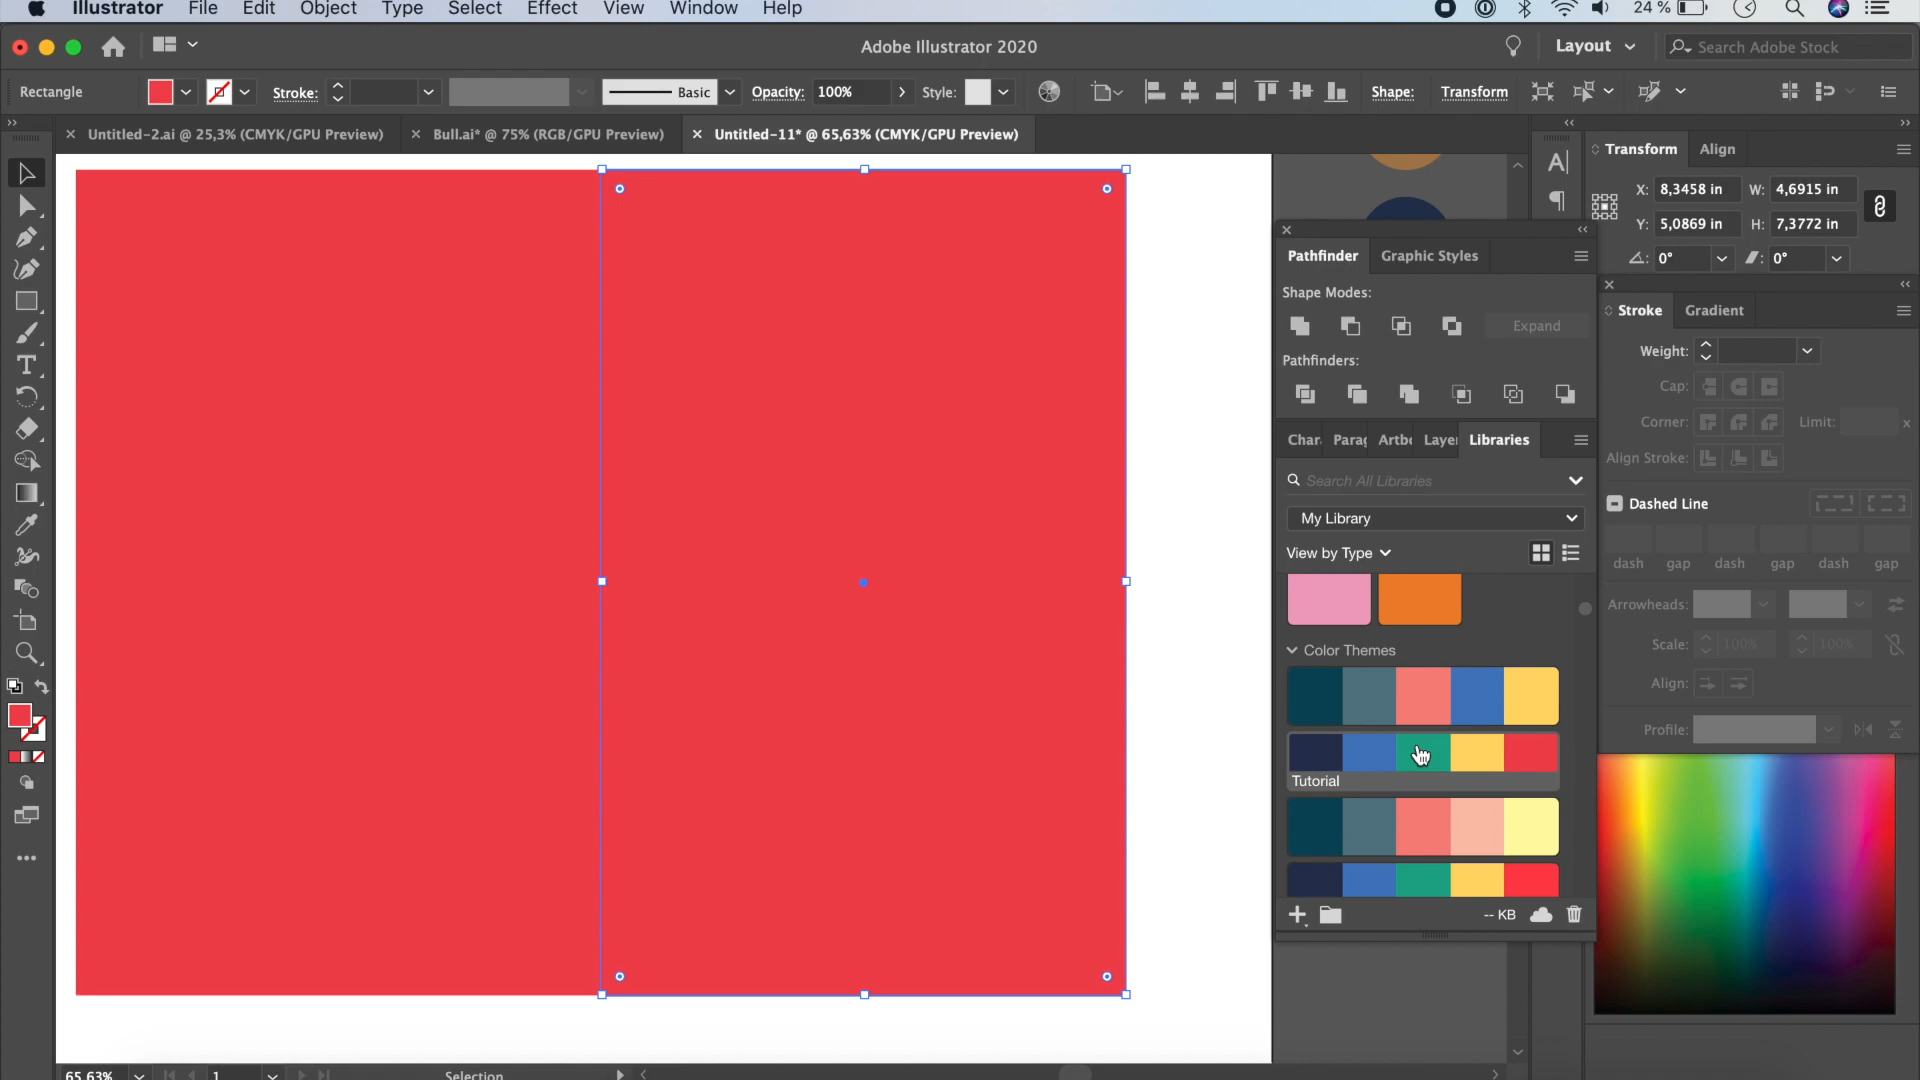 Illustrator File Edit Object Type Select Effect View Window Help 24 %
Adobe Illustrator 2020 Layout Search Adobe Stock
Rectangle Stroke: Basic Opacity: 100% Style: Shape: Transform
Untitled-2.ai @ 25,3% (CMYK/GPU Preview) Bull.ai* @ 75% (RGB/GPU Preview) Untitled-11* @ 65,63% (CMYK/GPU Preview)
Transform Align
X: 8,3458 in W: 4,6915 in
Y: 5,0869 in H: 7,3772 in
0° 0°
Pathfinder Graphic Styles
Shape Modes:
Expand
Pathfinders:
Char Parag Artb Layer Libraries
Search All Libraries
My Library
View by Type
Color Themes
Tutorial
-- KB
Stroke Gradient
Weight:
Cap:
Corner: Limit: x
Align Stroke:
Dashed Line
dash gap dash gap dash gap
Arrowheads:
Scale: 100% 100%
Align:
Profile:
65,63% 1 Selection